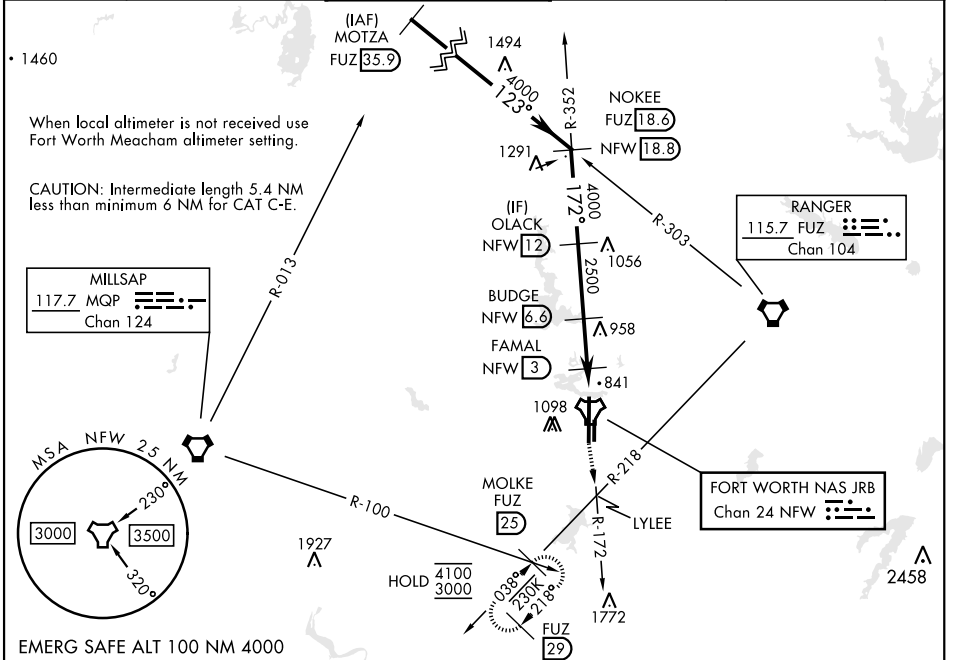 (IAF)
MOTZA
FUZ 35.9
1494
1460
4000
123°
R-352
NOKEE
FUZ 18.6
NFW 18.8
When local altimeter is not received use
Fort Worth Meacham altimeter setting.
1291
CAUTION: Intermediate length 5.4 NM
less than minimum 6 NM for CAT C-E.
172°
4000
R-303
RANGER
115.7 FUZ
Chan 104
(IF)
OLACK
NFW 12
1056
2500
R-013
MILLSAP
117.7 MQP
Chan 124
BUDGE
NFW 6.6
958
FAMAL
NFW 3
841
1098
MSA NFW 25 NM
230°
3000
3500
320°
R-100
R-218
MOLKE
FUZ
25
LYLEE
R-172
FORT WORTH NAS JRB
Chan 24 NFW
1927
HOLD 4100
3000
038°
230K
218°
1772
2458
FUZ
29
EMERG SAFE ALT 100 NM 4000